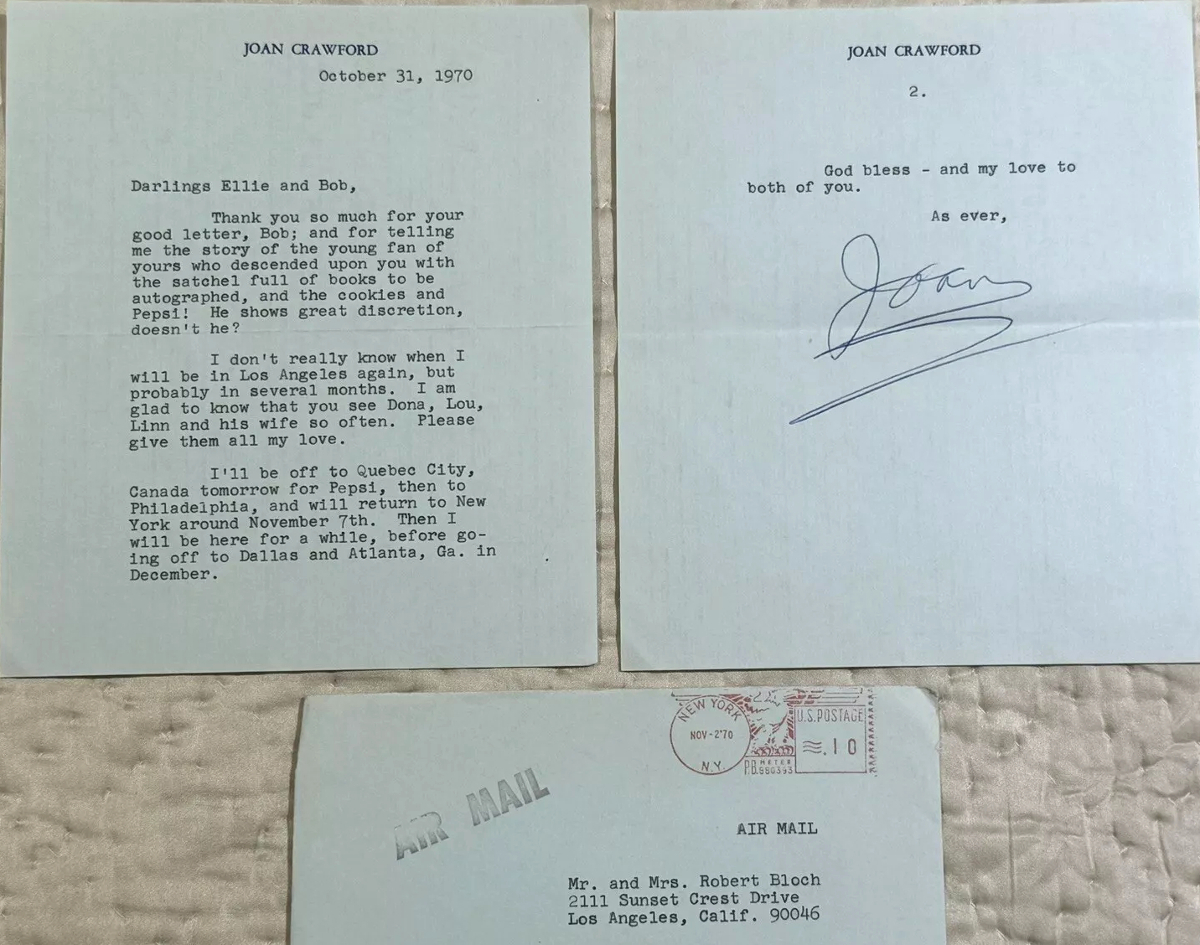 JOAN CRAWFORD
October 31, 1970
Darlings Ellie and Bob,
Thank you so much for your
good letter, Bob; and for telling
me the story of the young fan of
yours who descended upon you with
the satchel full of books to be
autographed, and the cookies and
Pepsi! He shows great discretion,
doesn't he?
I don't really know when I
will be in Los Angeles again, but
probably in several months. I am
glad to know that you see Dona, Lou,
Linn and his wife so often. Please
give them all my love.
I'll be off to Quebec City,
Canada tomorrow for Pepsi, then to
Philadelphia, and will return to New
York around November 7th. Then I
will be here for a while, before go-
ing off to Dallas and Atlanta, Ga. in
December.
JOAN CRAWFORD
2.
God bless - and my love to
both of you.
As ever,
Joan
NEW YORK
NOV-2'70
N.Y.
U.S. POSTAGE
.10
P.B. METER
AIR MAIL
AIR MAIL
Mr. and Mrs. Robert Bloch
2111 Sunset Crest Drive
Los Angeles, Calif. 90046